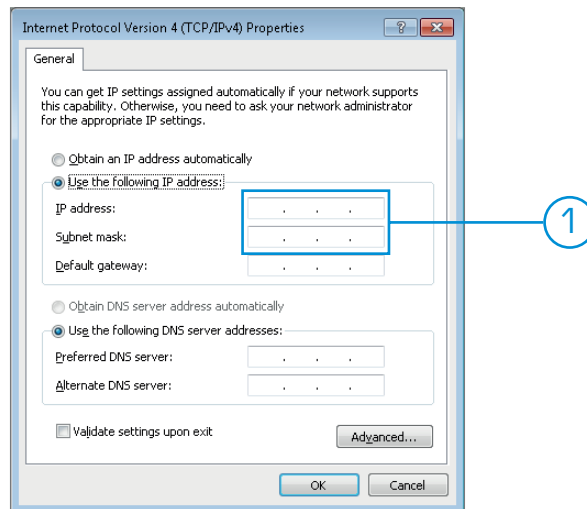 Internet Protocol Version 4 (TCP/IPv4) Properties
General
You can get IP settings assigned automatically if your network supports
this capability. Otherwise, you need to ask your network administrator
for the appropriate IP settings.
Obtain an IP address automatically
Use the following IP address:
IP address:
Subnet mask:
1
Default gateway:
Obtain DNS server address automatically
Use the following DNS server addresses:
Preferred DNS server:
Alternate DNS server:
Validate settings upon exit
Advanced...
OK Cancel